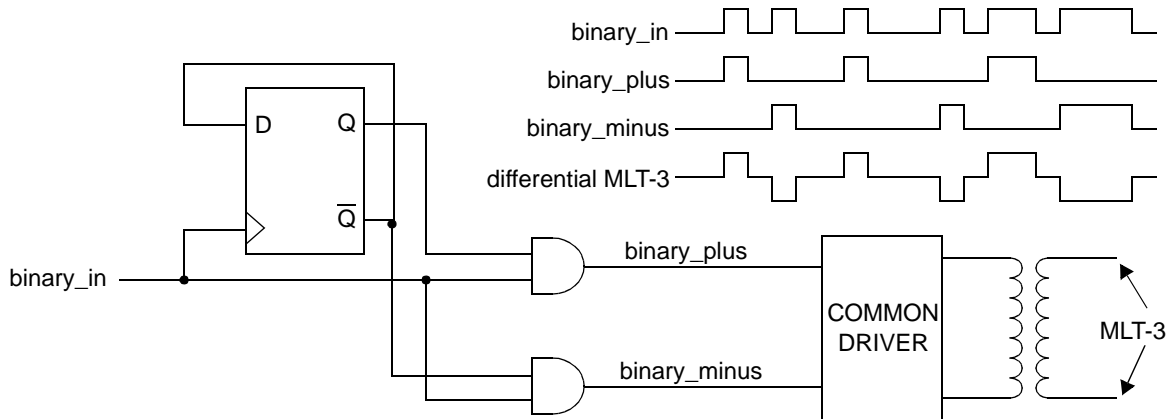 binary_in
binary_plus
binary_minus
differential MLT-3
D Q
Q̅
binary_in
binary_plus
binary_minus
COMMON
DRIVER
MLT-3